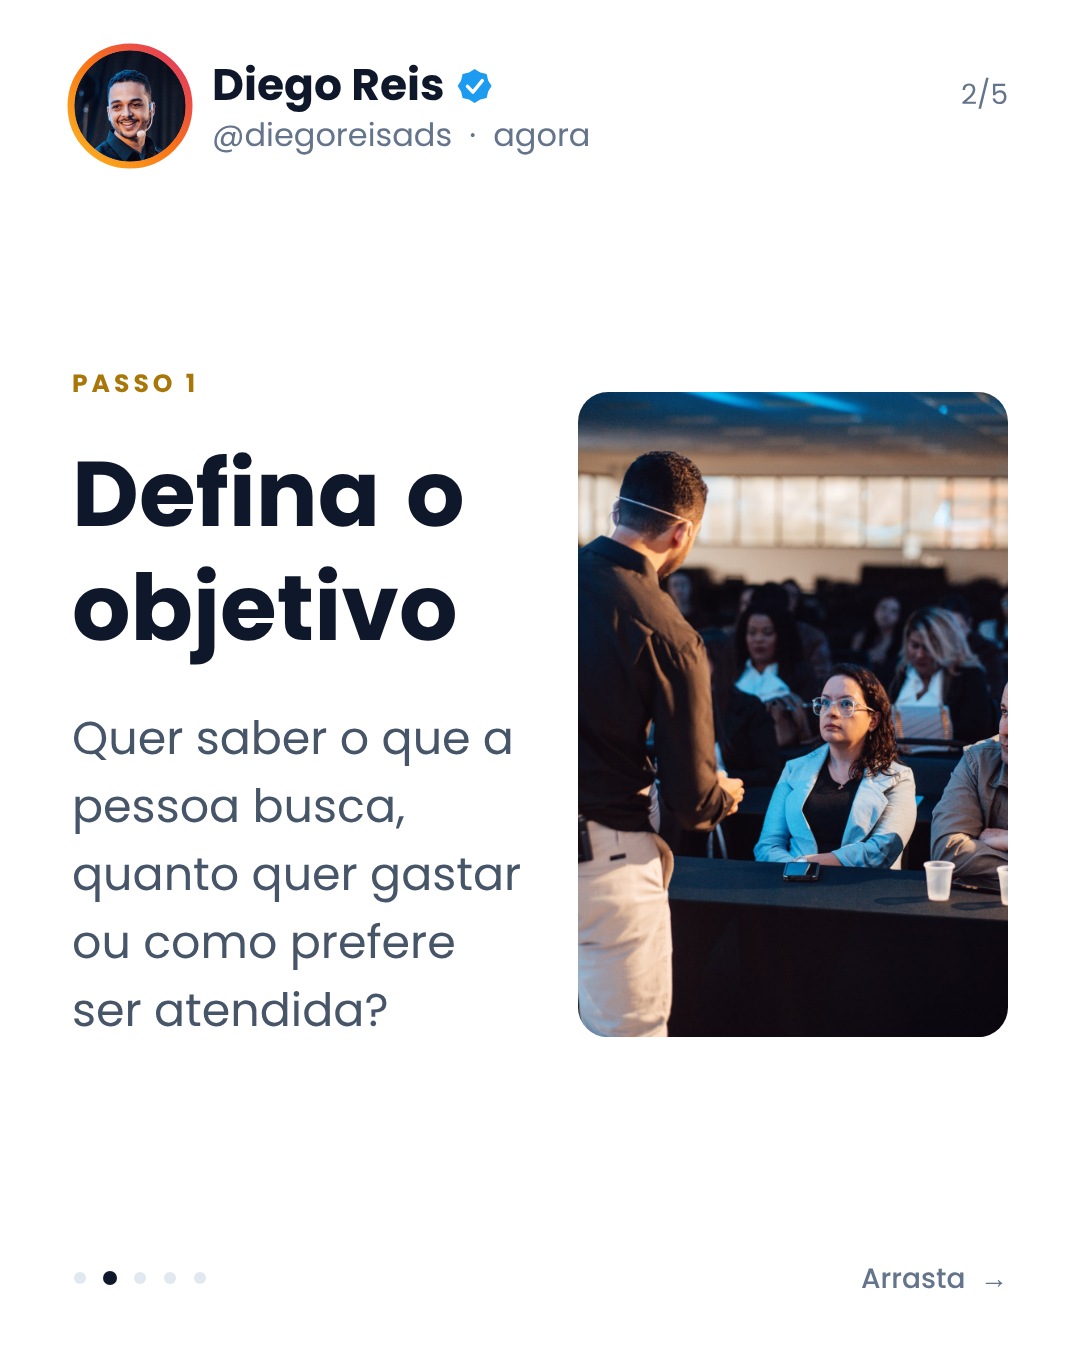 Diego Reis
@diegoreisads · agora
2/5
PASSO 1
Defina o
objetivo
Quer saber o que a
pessoa busca,
quanto quer gastar
ou como prefere
ser atendida?
Arrasta →